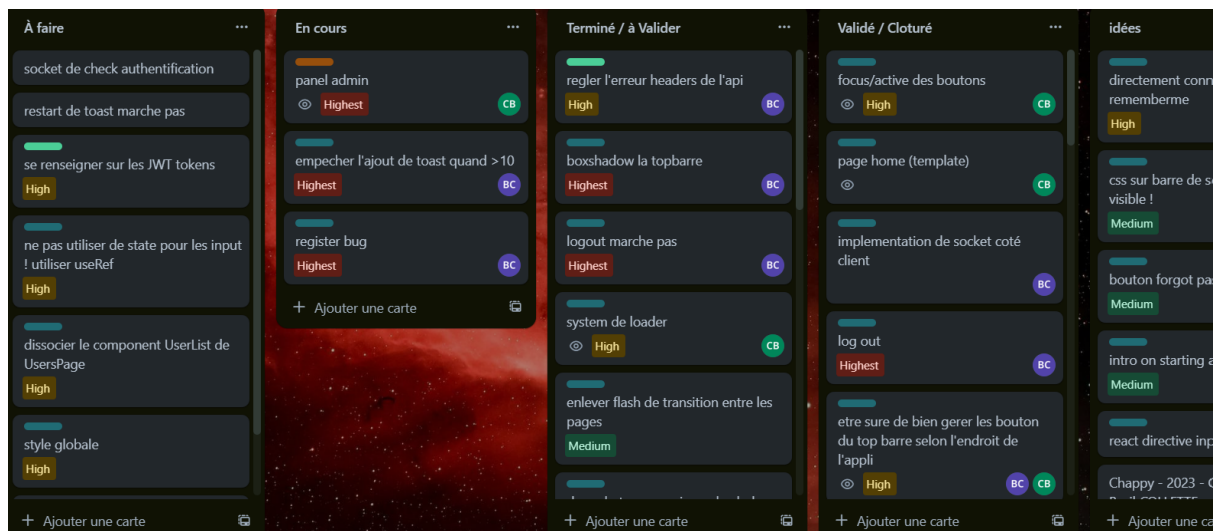 À faire
socket de check authentification
restart de toast marche pas
se renseigner sur les JWT tokens
High
ne pas utiliser de state pour les input
! utiliser useRef
High
dissocier le component UserList de
UsersPage
High
style globale
High
+ Ajouter une carte
En cours
panel admin
Highest
CB
empecher l'ajout de toast quand >10
Highest
BC
register bug
Highest
BC
+ Ajouter une carte
Terminé / à Valider
regler l'erreur headers de l'api
High
BC
boxshadow la topbarre
Highest
BC
logout marche pas
Highest
BC
system de loader
High
CB
enlever flash de transition entre les
pages
Medium
+ Ajouter une carte
Validé / Cloturé
focus/active des boutons
High
CB
page home (template)
CB
implementation de socket coté
client
BC
log out
Highest
BC
etre sure de bien gerer les bouton
du top barre selon l'endroit de
l'appli
High
BC CB
+ Ajouter une carte
idées
directement conn
rememberme
High
css sur barre de s
visible !
Medium
bouton forgot pa
Medium
intro on starting a
Medium
react directive inp
Chappy - 2023 -
+ Ajouter une ca